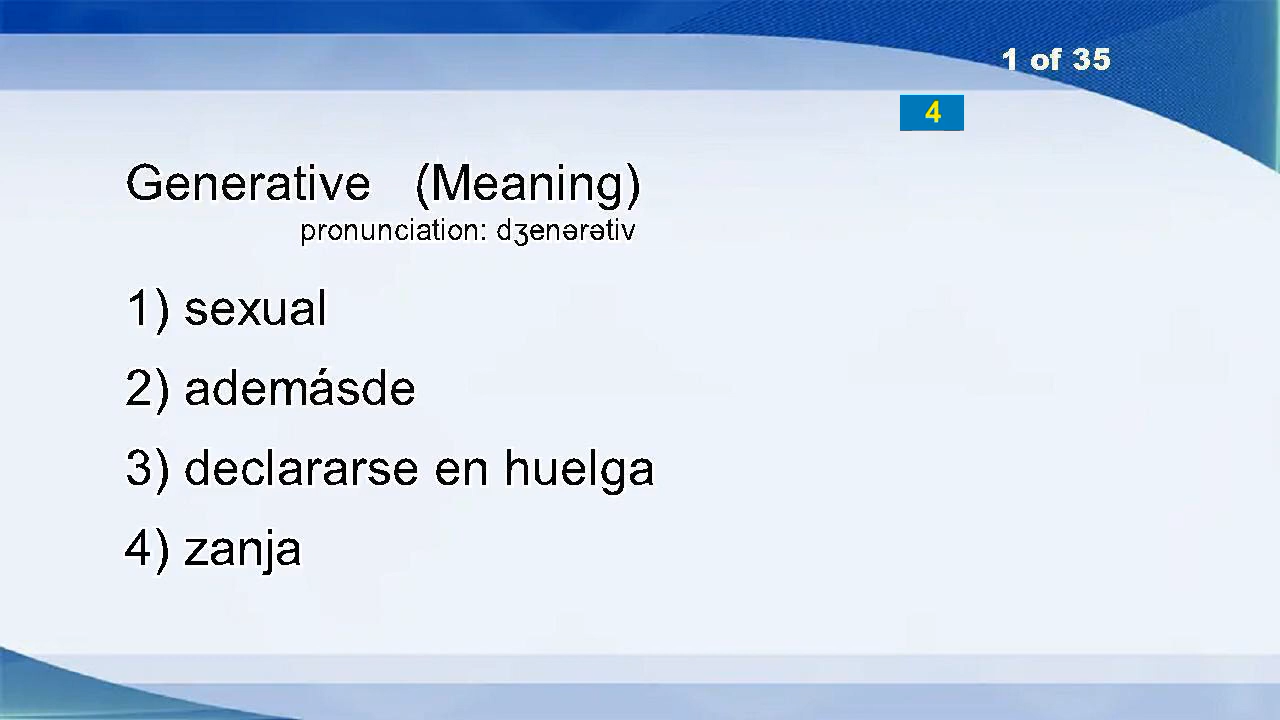 1 of 35
4
Generative (Meaning)
pronunciation: dʒenərətiv
1) sexual
2) ademásde
3) declararse en huelga
4) zanja